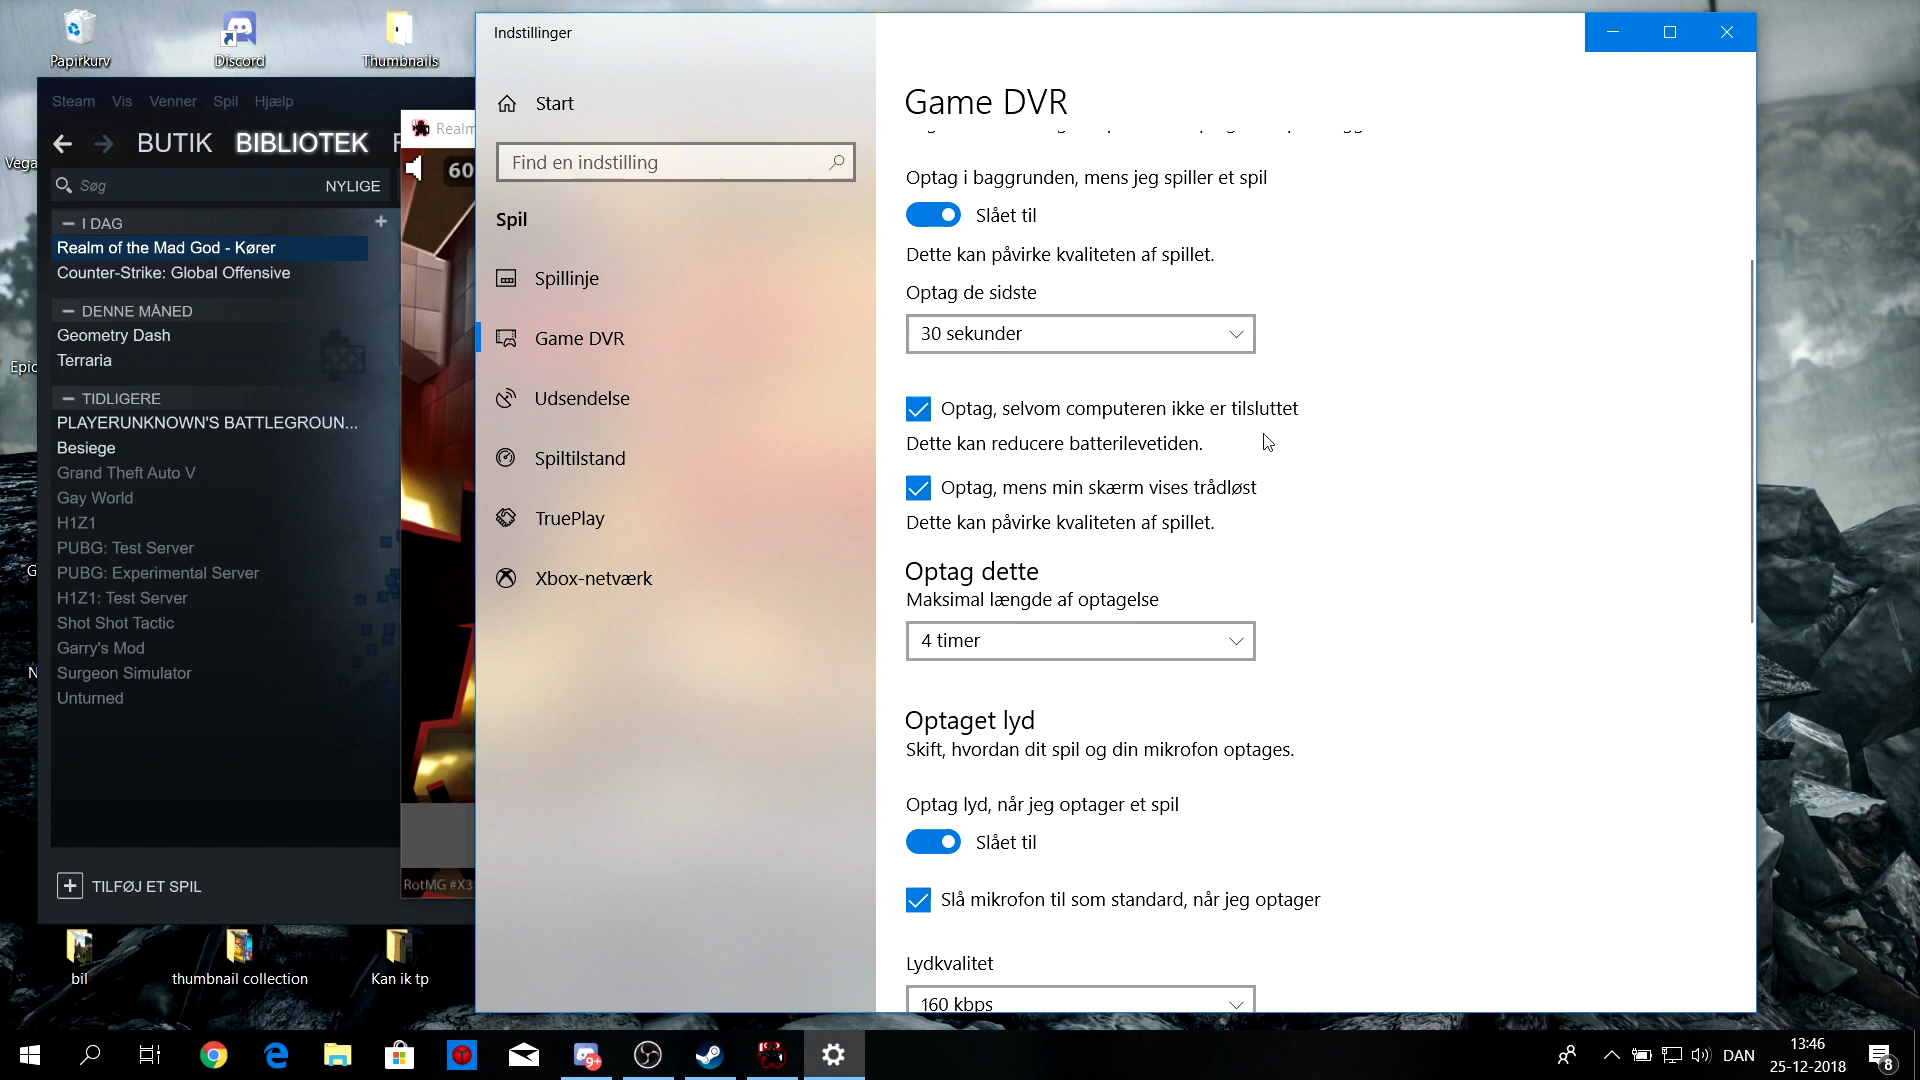 Papirkurv
Discord
Thumbnails
Steam Vis Venner Spil Hjælp
BUTIK BIBLIOTEK
Søg
NYLIGE
I DAG
Realm of the Mad God - Kører
Counter-Strike: Global Offensive
DENNE MÅNED
Geometry Dash
Terraria
TIDLIGERE
PLAYERUNKNOWN'S BATTLEGROUN...
Besiege
Grand Theft Auto V
Gay World
H1Z1
PUBG: Test Server
PUBG: Experimental Server
H1Z1: Test Server
Shot Shot Tactic
Garry's Mod
Surgeon Simulator
Unturned
TILFØJ ET SPIL
Vega
Epic
G
N
Realm
60
RotMG #X3
bil
thumbnail collection
Kan ik tp
Indstillinger
Start
Find en indstilling
Spil
Spillinje
Game DVR
Udsendelse
Spiltilstand
TruePlay
Xbox-netværk
Game DVR
Optag i baggrunden, mens jeg spiller et spil
Slået til
Dette kan påvirke kvaliteten af spillet.
Optag de sidste
30 sekunder
Optag, selvom computeren ikke er tilsluttet
Dette kan reducere batterilevetiden.
Optag, mens min skærm vises trådløst
Dette kan påvirke kvaliteten af spillet.
Optag dette
Maksimal længde af optagelse
4 timer
Optaget lyd
Skift, hvordan dit spil og din mikrofon optages.
Optag lyd, når jeg optager et spil
Slået til
Slå mikrofon til som standard, når jeg optager
Lydkvalitet
160 kbps
9+
DAN
13:46
25-12-2018
8